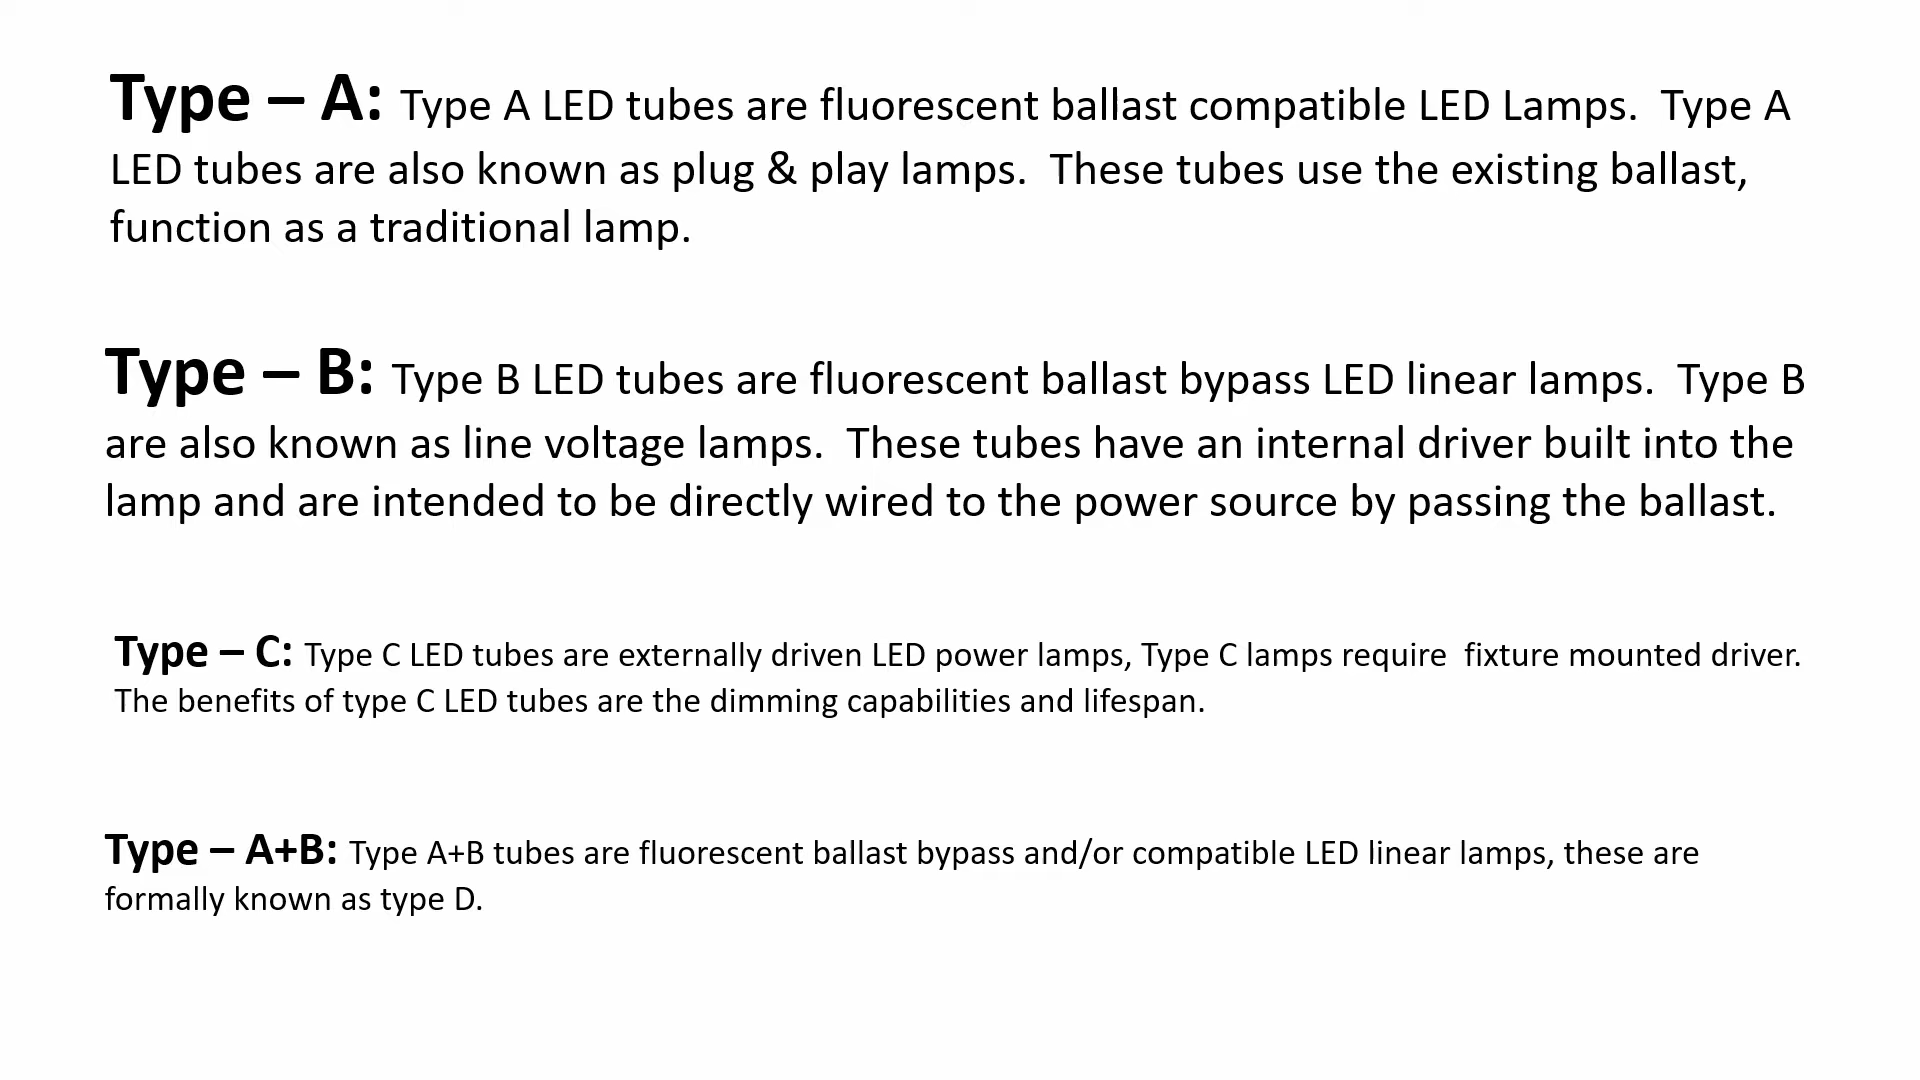 Type – A: Type A LED tubes are fluorescent ballast compatible LED Lamps.  Type A
LED tubes are also known as plug & play lamps.  These tubes use the existing ballast,
function as a traditional lamp.
Type – B: Type B LED tubes are fluorescent ballast bypass LED linear lamps.  Type B
are also known as line voltage lamps.  These tubes have an internal driver built into the
lamp and are intended to be directly wired to the power source by passing the ballast.
Type – C: Type C LED tubes are externally driven LED power lamps, Type C lamps require  fixture mounted driver.
The benefits of type C LED tubes are the dimming capabilities and lifespan.
Type – A+B: Type A+B tubes are fluorescent ballast bypass and/or compatible LED linear lamps, these are
formally known as type D.